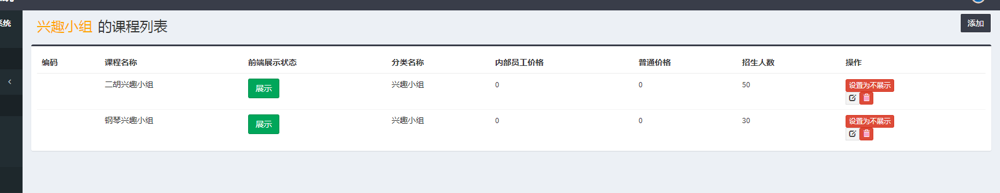 系统
兴趣小组 的课程列表
添加
编码 课程名称 前端展示状态 分类名称 内部员工价格 普通价格 招生人数 操作
二胡兴趣小组 展示 兴趣小组 0 0 50 设置为不展示
钢琴兴趣小组 展示 兴趣小组 0 0 30 设置为不展示